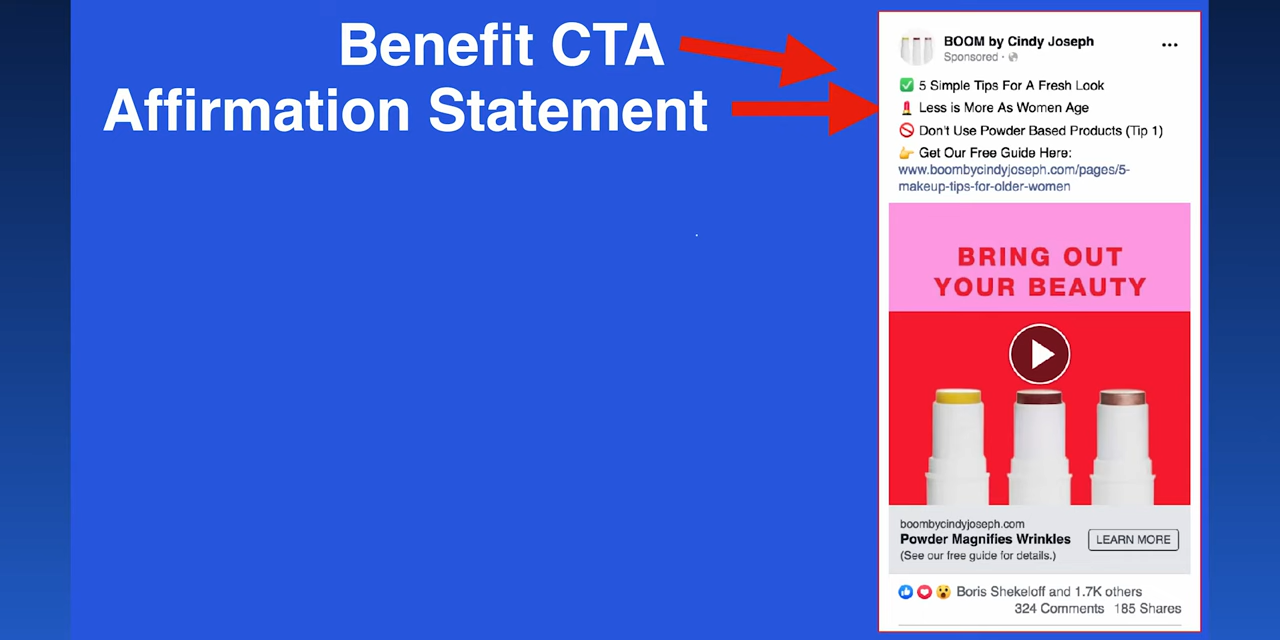 Benefit CTA
Affirmation Statement
BOOM by Cindy Joseph
Sponsored ·
5 Simple Tips For A Fresh Look
Less is More As Women Age
Don't Use Powder Based Products (Tip 1)
Get Our Free Guide Here:
www.boombycindyjoseph.com/pages/5-
makeup-tips-for-older-women
BRING OUT
YOUR BEAUTY
boombycindyjoseph.com
Powder Magnifies Wrinkles
LEARN MORE
(See our free guide for details.)
Boris Shekeloff and 1.7K others
324 Comments 185 Shares